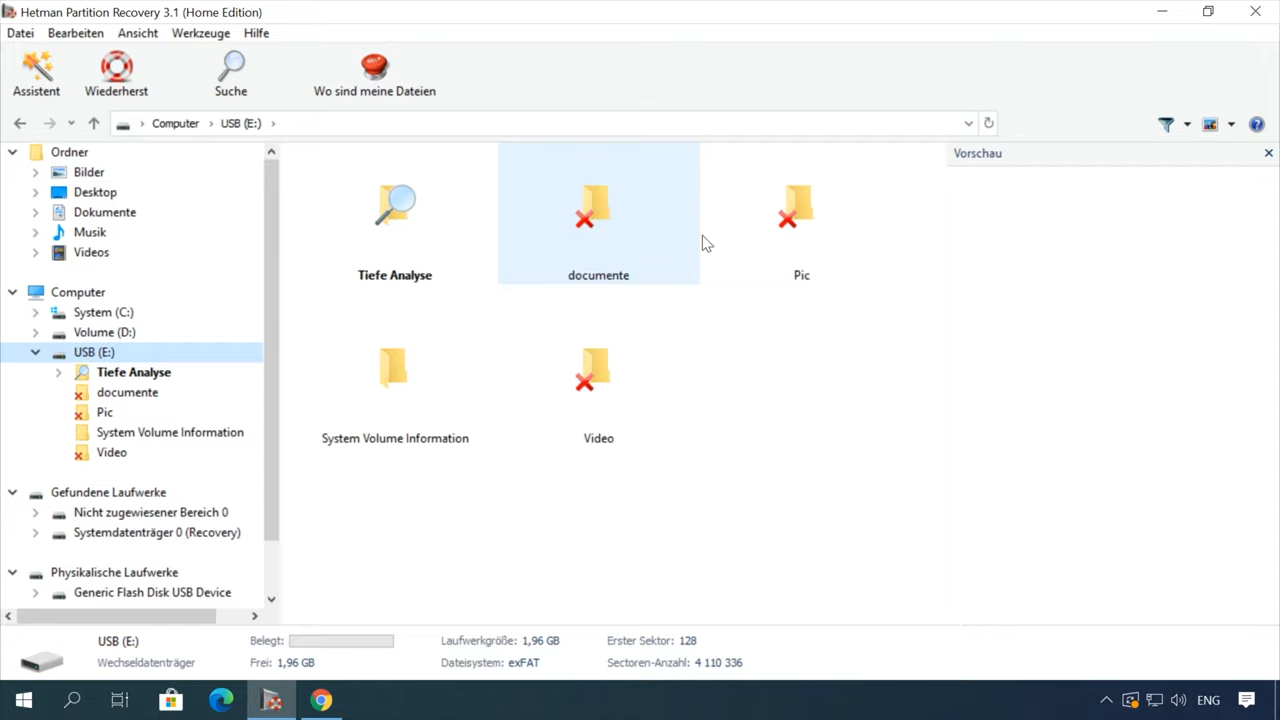 Hetman Partition Recovery 3.1 (Home Edition)
Datei Bearbeiten Ansicht Werkzeuge Hilfe
Assistent Wiederherst Suche Wo sind meine Dateien
Computer USB (E:)
Ordner
Bilder
Desktop
Dokumente
Musik
Videos
Computer
System (C:)
Volume (D:)
USB (E:)
Tiefe Analyse
documente
Pic
System Volume Information
Video
Gefundene Laufwerke
Nicht zugewiesener Bereich 0
Systemdatenträger 0 (Recovery)
Physikalische Laufwerke
Generic Flash Disk USB Device
Tiefe Analyse documente Pic
System Volume Information Video
Vorschau
USB (E:) Belegt: Laufwerkgröße: 1,96 GB Erster Sektor: 128
Wechseldatenträger Frei: 1,96 GB Dateisystem: exFAT Sectoren-Anzahl: 4 110 336
ENG